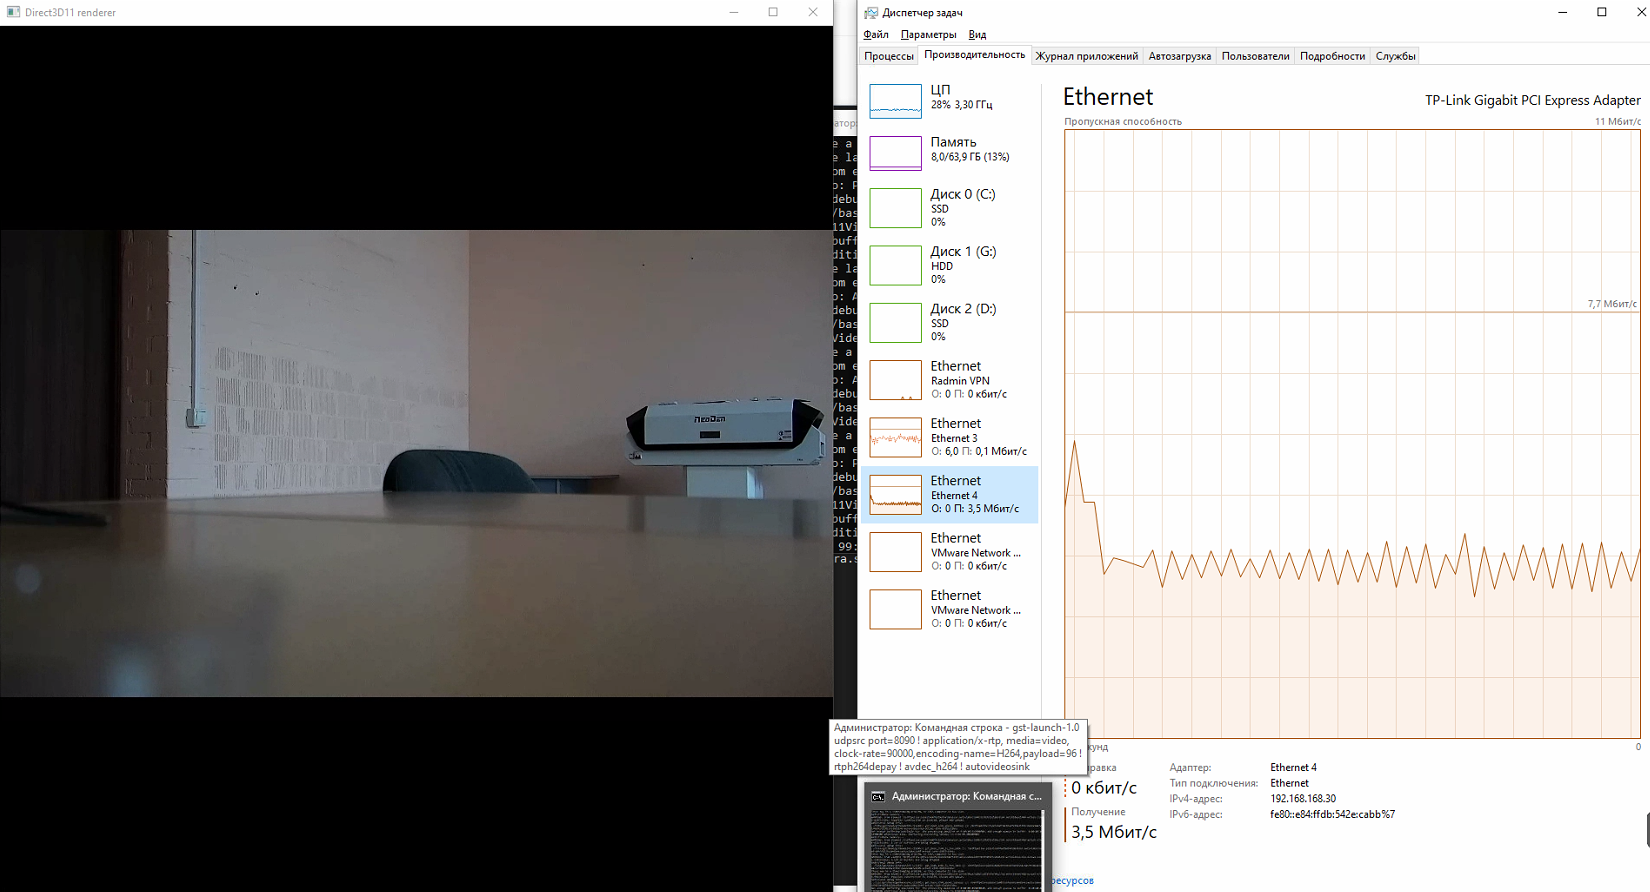 Direct3D11 renderer
NeoDen
Диспетчер задач
Файл Параметры Вид
Процессы Производительность Журнал приложений Автозагрузка Пользователи Подробности Службы
ЦП
28% 3,30 ГГц
Память
8,0/63,9 ГБ (13%)
Диск 0 (C:)
SSD
0%
Диск 1 (G:)
HDD
0%
Диск 2 (D:)
SSD
0%
Ethernet
Radmin VPN
О: 0 П: 0 кбит/с
Ethernet
Ethernet 3
О: 6,0 П: 0,1 Мбит/с
Ethernet
Ethernet 4
О: 0 П: 3,5 Мбит/с
Ethernet
VMware Network ...
О: 0 П: 0 кбит/с
Ethernet
VMware Network ...
О: 0 П: 0 кбит/с
Ethernet
TP-Link Gigabit PCI Express Adapter
Пропускная способность
11 Мбит/с
7,7 Мбит/с
0
0 кбит/с
Получение
3,5 Мбит/с
Адаптер: Ethernet 4
Тип подключения: Ethernet
IPv4-адрес: 192.168.168.30
IPv6-адрес: fe80::e84:ffdb:542e:cabb%7
Администратор: Командная строка - gst-launch-1.0
udpsrc port=8090 ! application/x-rtp, media=video,
clock-rate=90000,encoding-name=H264,payload=96 !
rtph264depay ! avdec_h264 ! autovideosink
Администратор: Командная с...